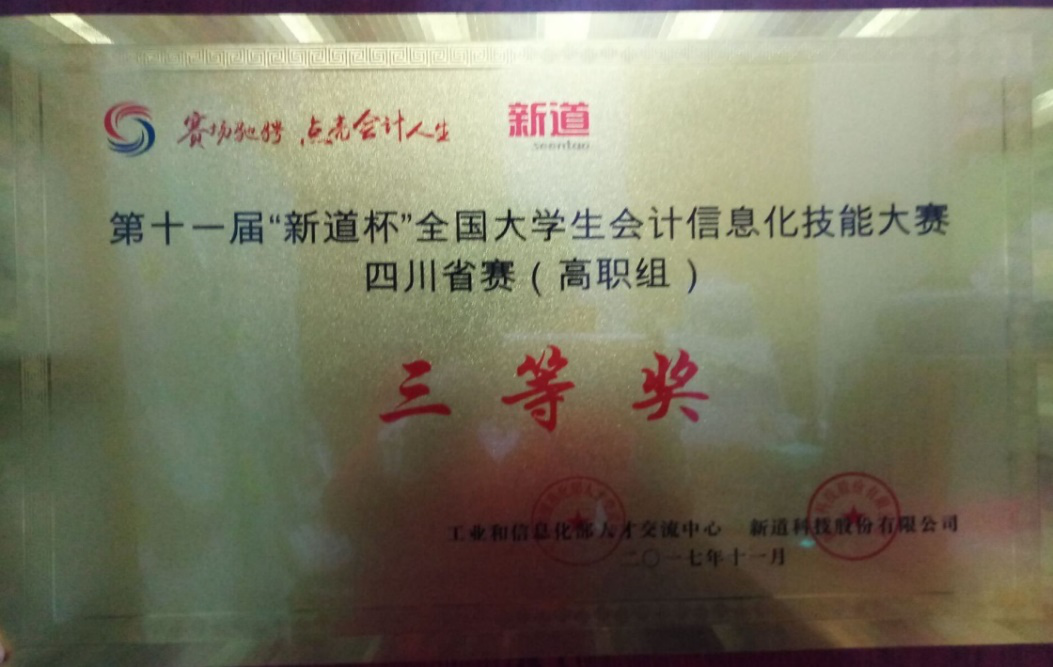 赛场驰骋 点亮会计人生
新道
seentao
第十一届“新道杯”全国大学生会计信息化技能大赛
四川省赛（高职组）
三等奖
工业和信息化部人才交流中心 新道科技股份有限公司
二〇一七年十一月